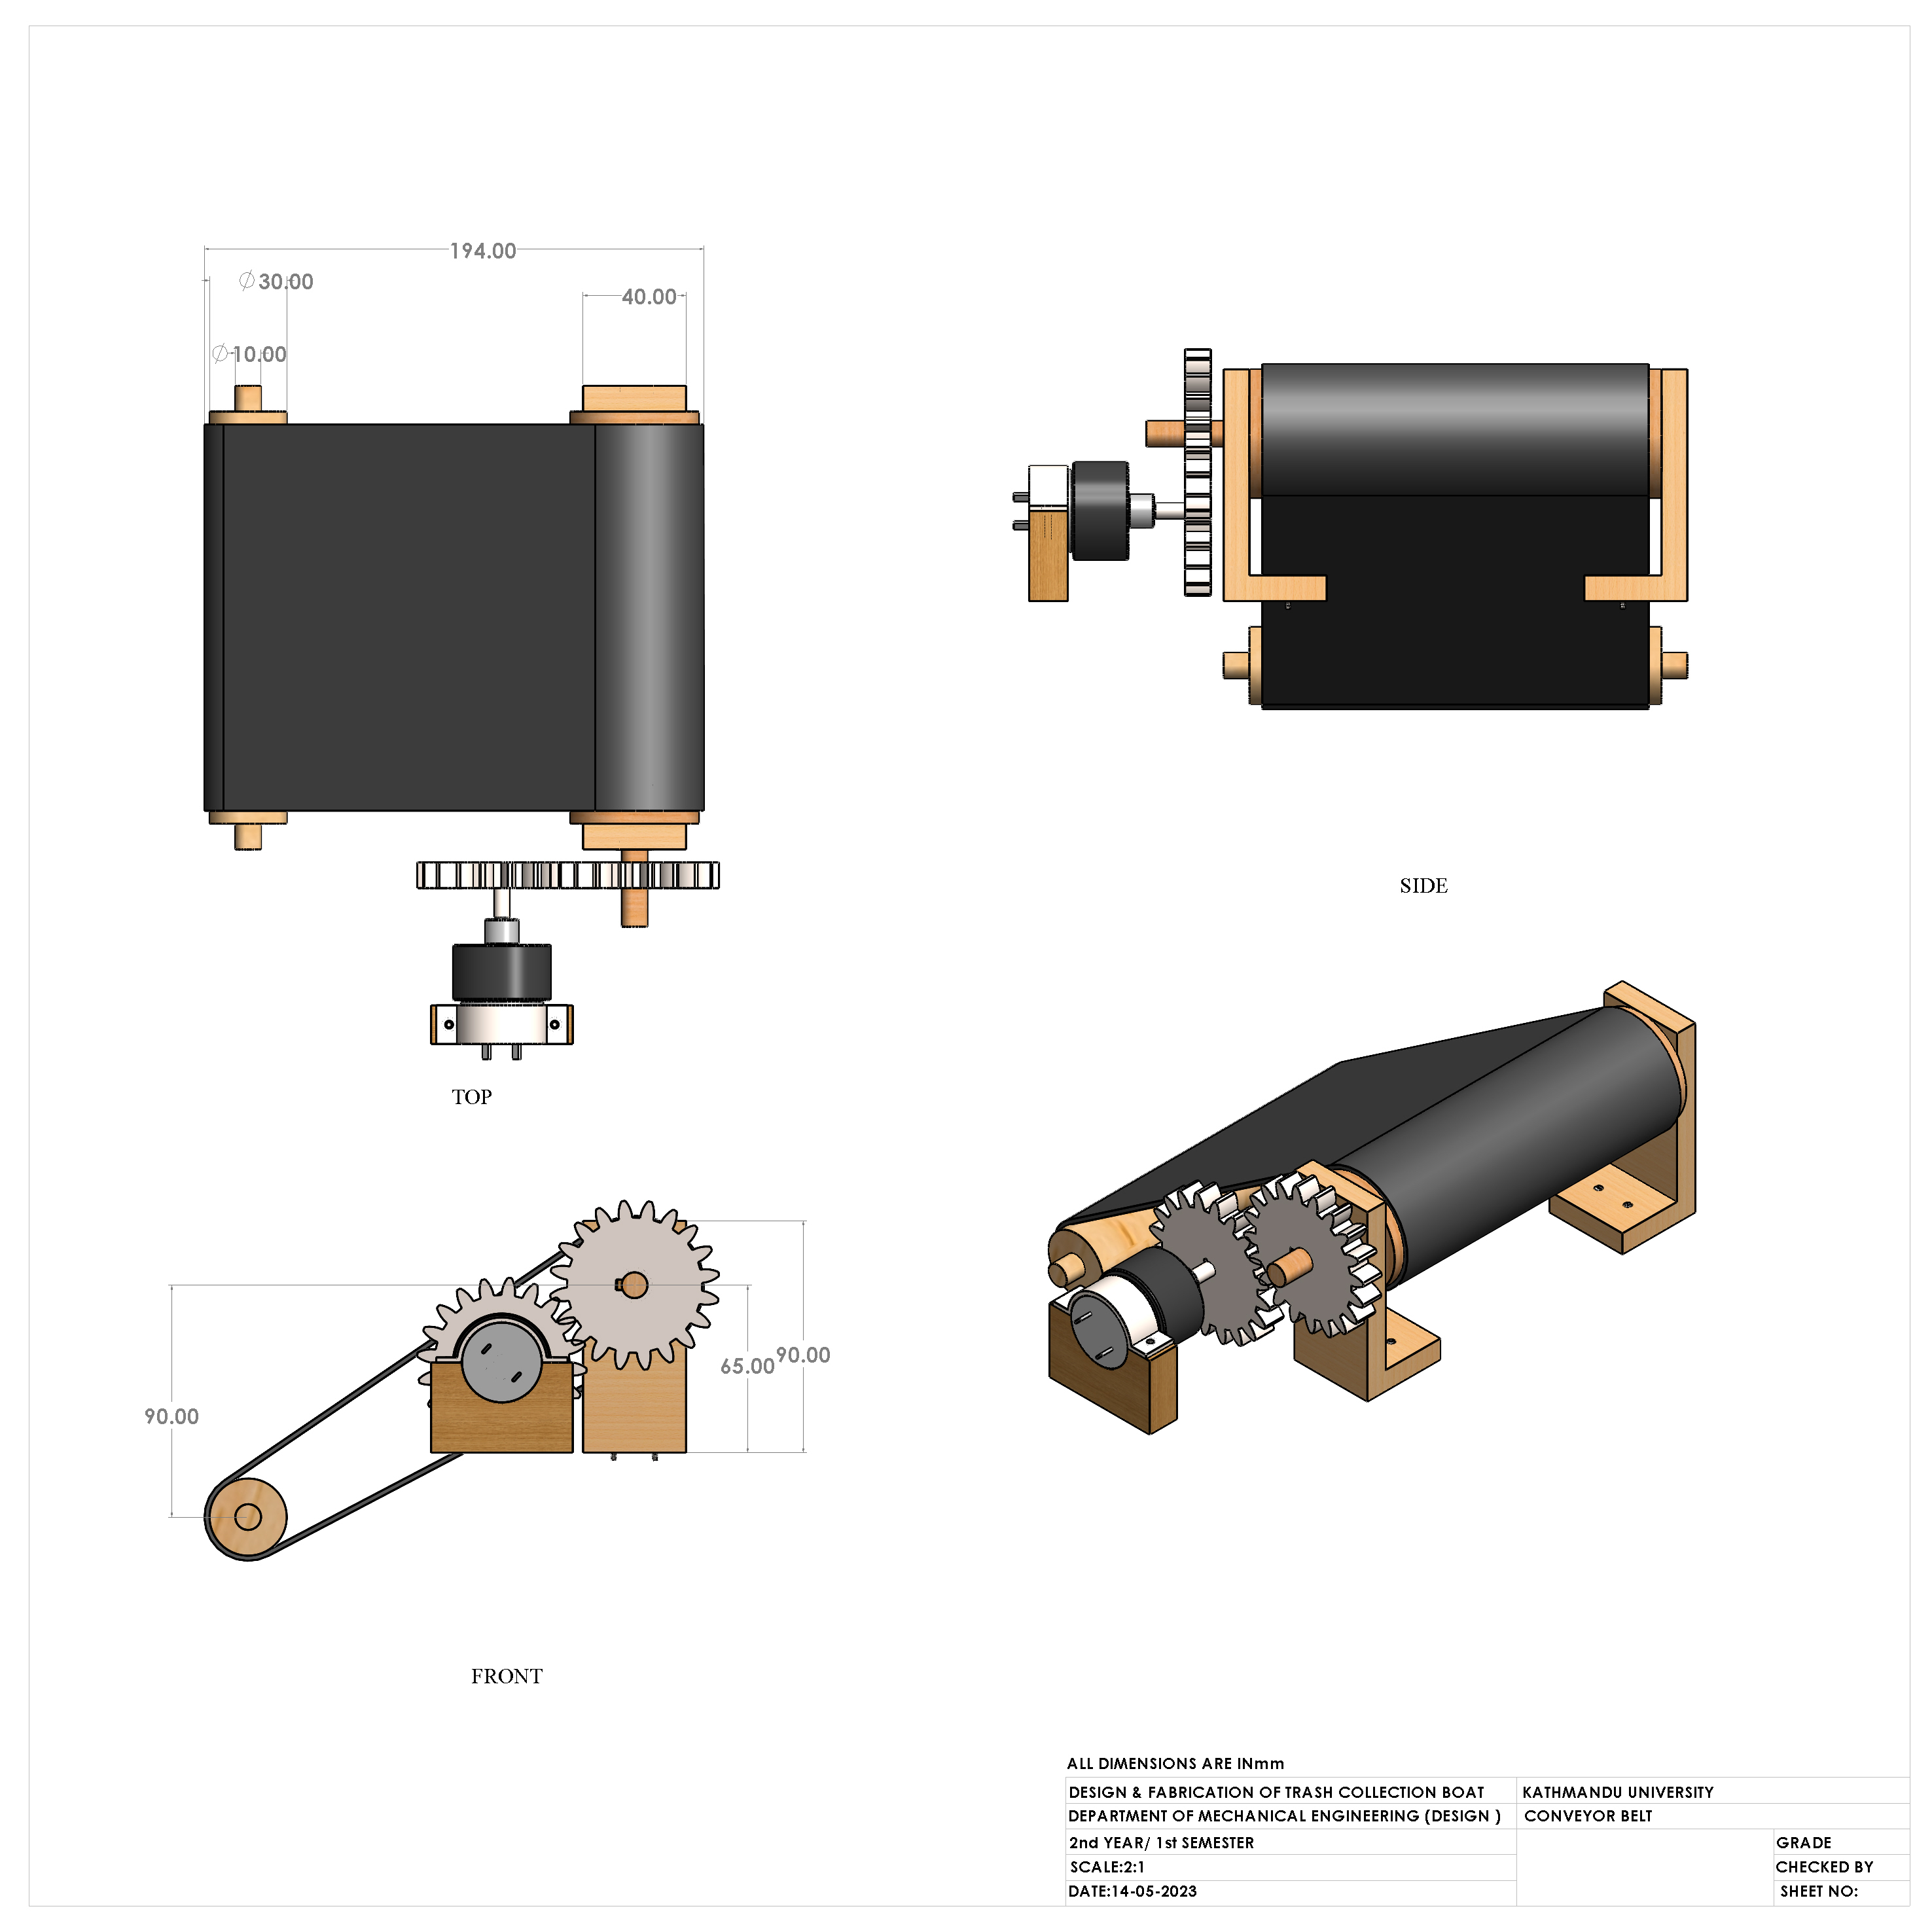 194.00
∅30.00
40.00
∅10.00
SIDE
TOP
65.00
90.00
90.00
FRONT
ALL DIMENSIONS ARE INmm
DESIGN & FABRICATION OF TRASH COLLECTION BOAT
KATHMANDU UNIVERSITY
DEPARTMENT OF MECHANICAL ENGINEERING (DESIGN )
CONVEYOR BELT
2nd YEAR/ 1st SEMESTER
GRADE
SCALE:2:1
CHECKED BY
DATE:14-05-2023
SHEET NO: